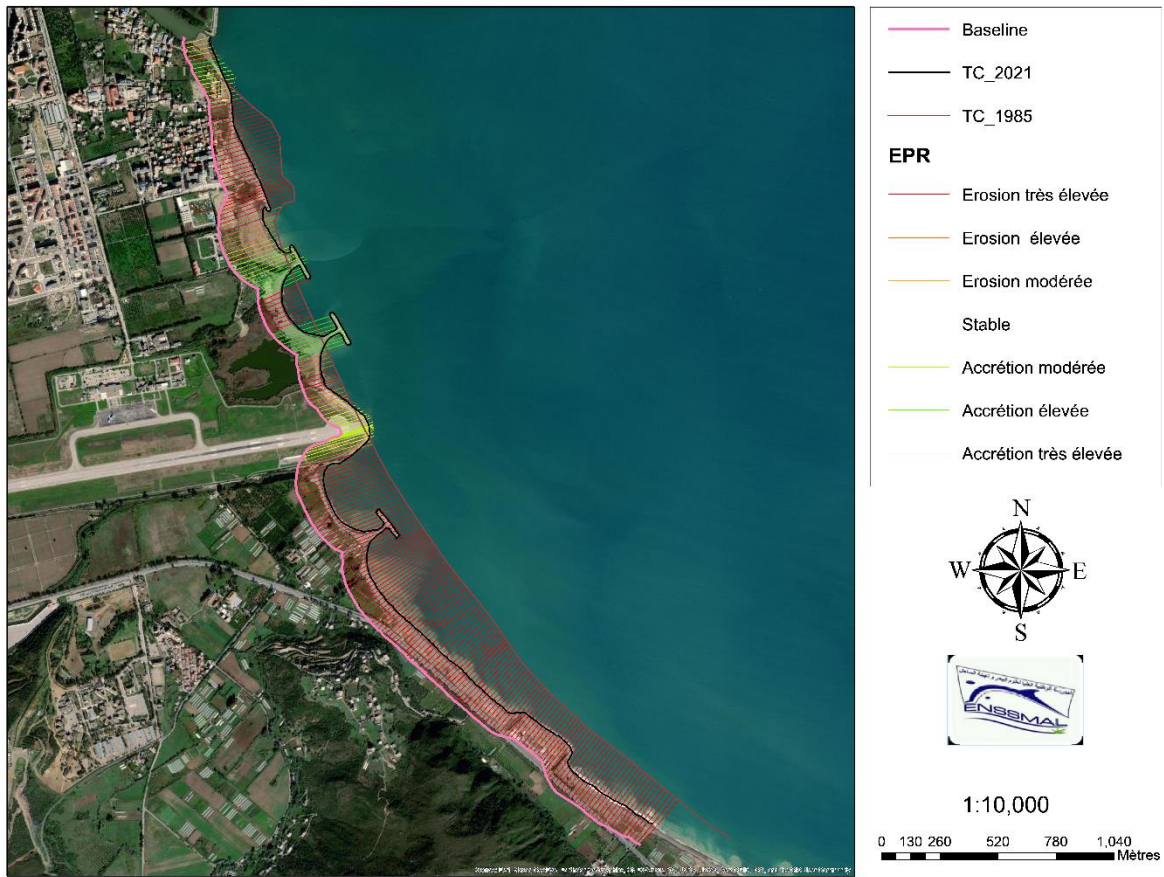 Baseline
TC_2021
TC_1985
EPR
Erosion très élevée
Erosion élevée
Erosion modérée
Stable
Accrétion modérée
Accrétion élevée
Accrétion très élevée
N
W E
S
ENSSMAL
1:10,000
0 130 260 520 780 1,040
Mètres